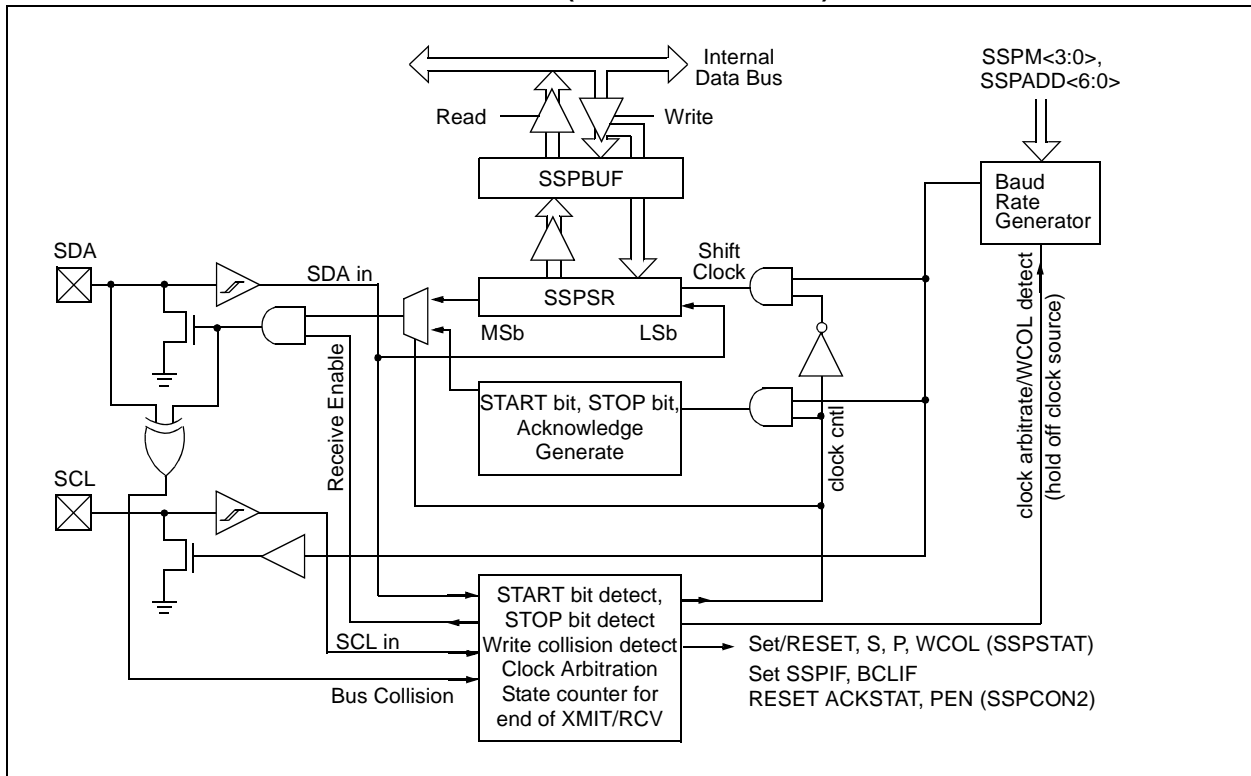 Internal
Data Bus
SSPM<3:0>,
SSPADD<6:0>
Read
Write
SSPBUF
Baud
Rate
Generator
SDA
SDA in
Shift
Clock
SSPSR
MSb
LSb
START bit, STOP bit,
Acknowledge
Generate
Receive Enable
clock cntl
clock arbitrate/WCOL detect
(hold off clock source)
SCL
SCL in
Bus Collision
START bit detect,
STOP bit detect
Write collision detect
Clock Arbitration
State counter for
end of XMIT/RCV
Set/RESET, S, P, WCOL (SSPSTAT)
Set SSPIF, BCLIF
RESET ACKSTAT, PEN (SSPCON2)